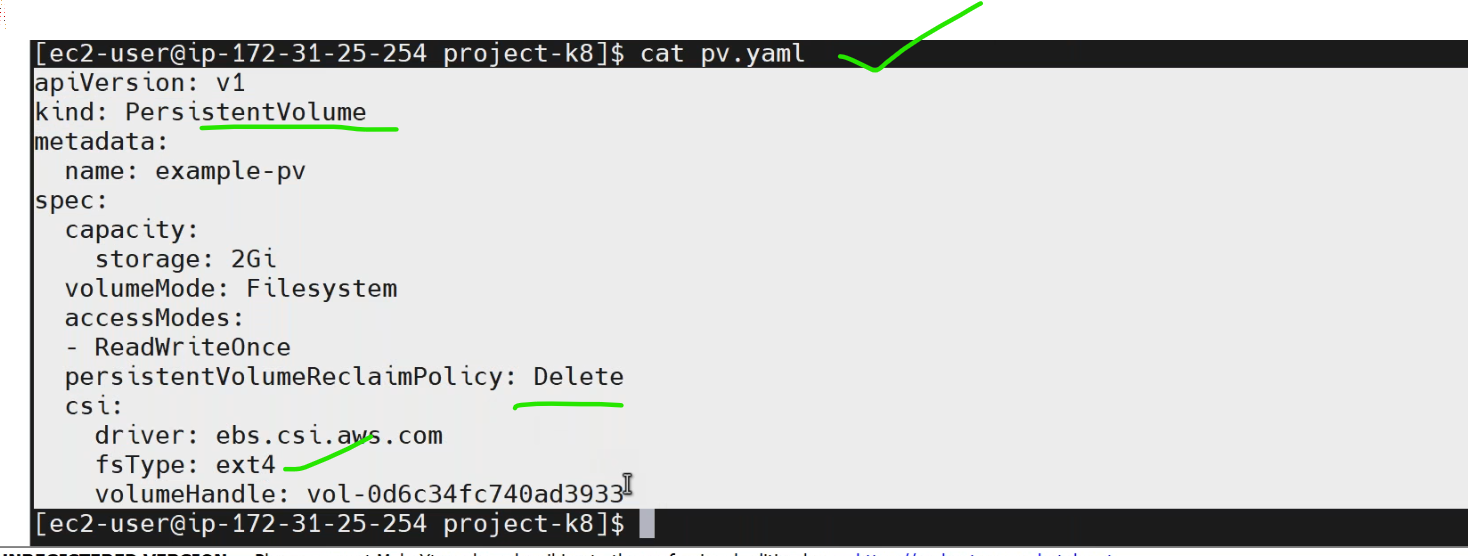 [ec2-user@ip-172-31-25-254 project-k8]$ cat pv.yaml
apiVersion: v1
kind: PersistentVolume
metadata:
  name: example-pv
spec:
  capacity:
    storage: 2Gi
  volumeMode: Filesystem
  accessModes:
  - ReadWriteOnce
  persistentVolumeReclaimPolicy: Delete
  csi:
    driver: ebs.csi.aws.com
    fsType: ext4
    volumeHandle: vol-0d6c34fc740ad3933
[ec2-user@ip-172-31-25-254 project-k8]$
UNREGISTERED VERSION